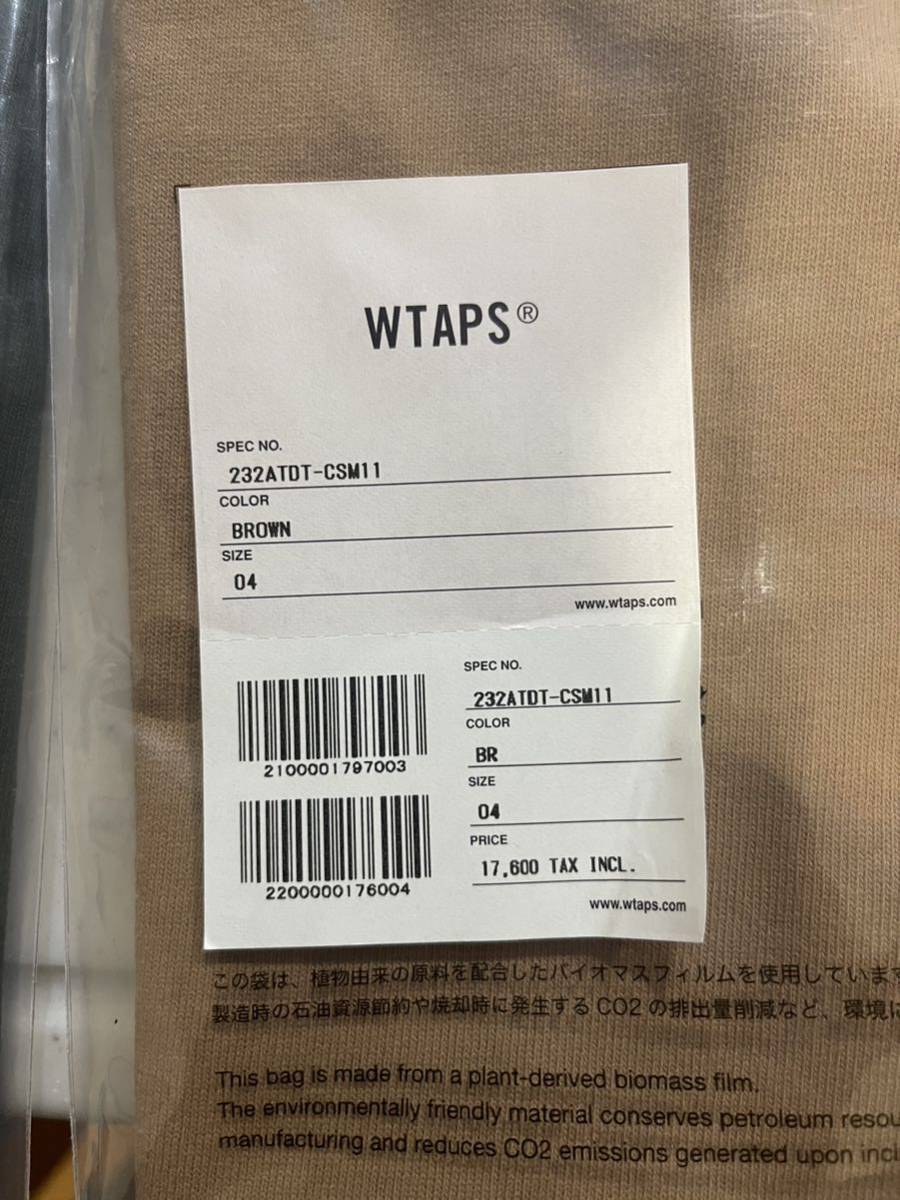 WTAPS®
SPEC NO.
232ATDT-CSM11
COLOR
BROWN
SIZE
04
www.wtaps.com
2100001797003
2200000176004
SPEC NO.
232ATDT-CSM11
COLOR
BR
SIZE
04
PRICE
17,600 TAX INCL.
www.wtaps.com
この袋は、植物由来の原料を配合したバイオマスフィルムを使用しています
製造時の石油資源節約や焼却時に発生するCO2の排出量削減など、環境に
This bag is made from a plant-derived biomass film.
The environmentally friendly material conserves petroleum resou
manufacturing and reduces CO2 emissions generated upon incl